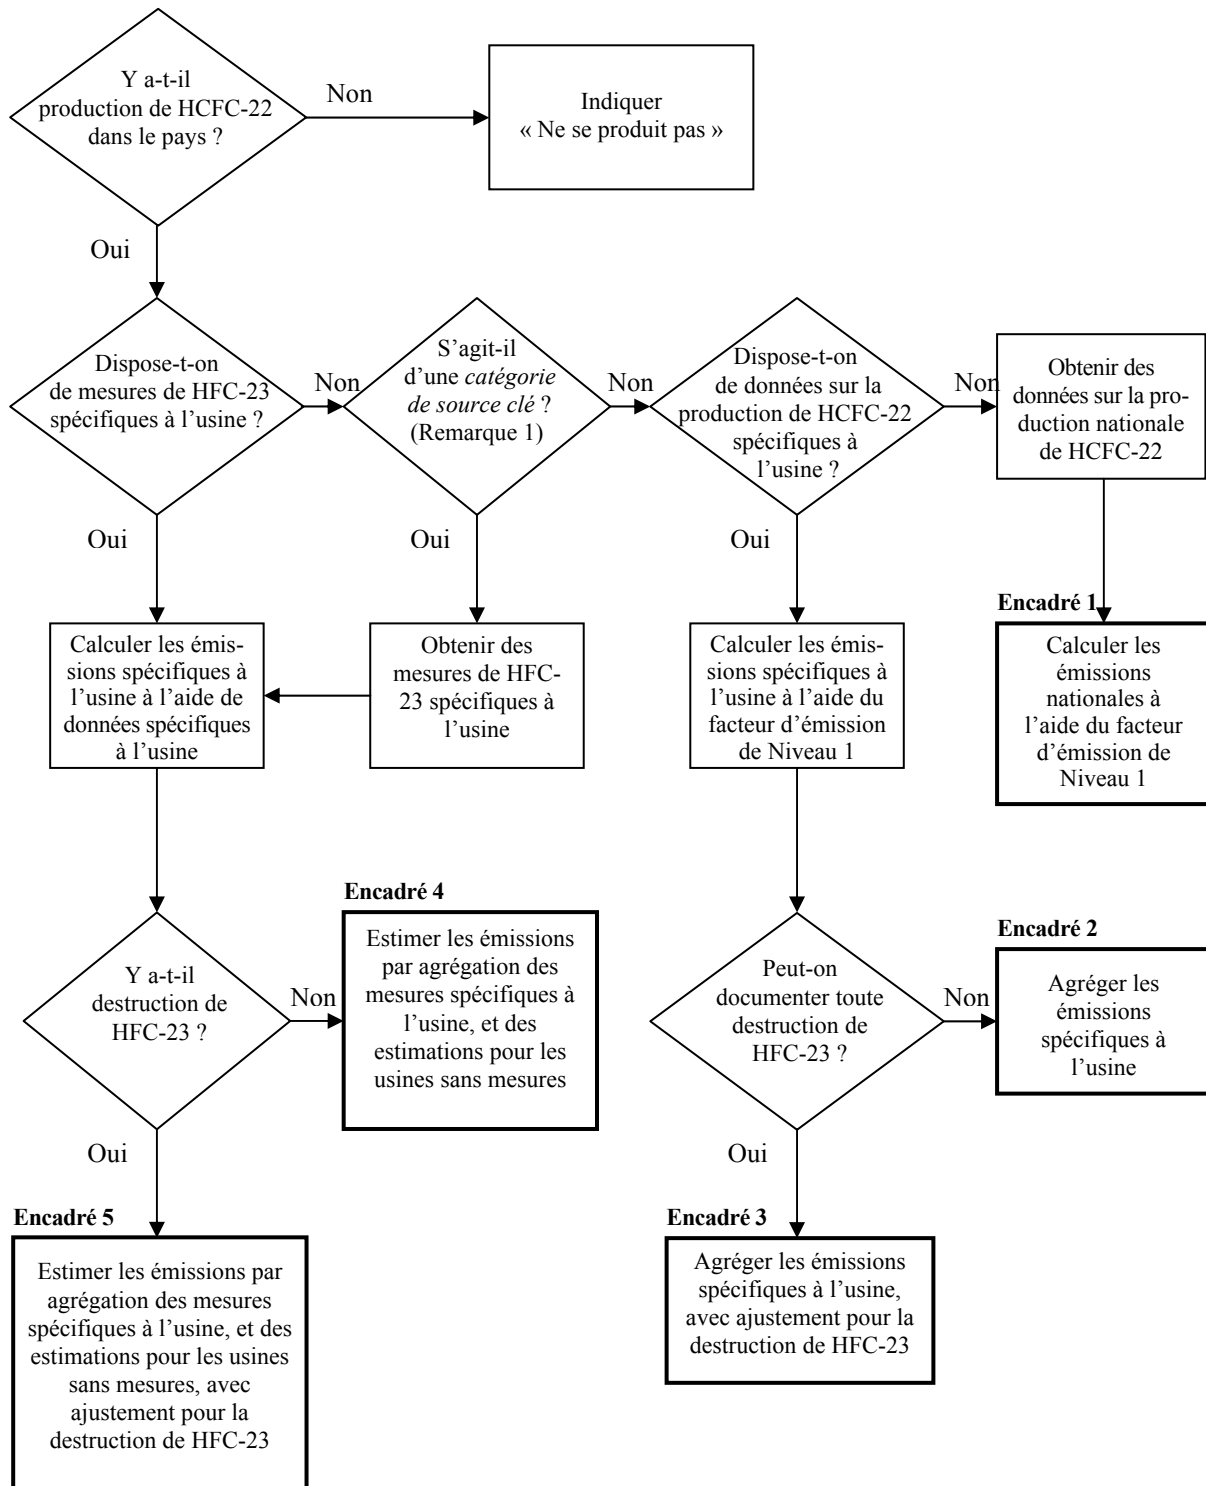 Y a-t-il
production de HCFC-22
dans le pays ?
Non
Indiquer
« Ne se produit pas »
Oui
Dispose-t-on
de mesures de HFC-23
spécifiques à l'usine ?
Non
S'agit-il
d'une catégorie
de source clé ?
(Remarque 1)
Non
Dispose-t-on
de données sur la
production de HCFC-22
spécifiques à
l'usine ?
Non
Obtenir des
données sur la pro-
duction nationale
de HCFC-22
Oui
Oui
Oui
Calculer les émis-
sions spécifiques à
l'usine à l'aide de
données spécifiques
à l'usine
Obtenir des
mesures de HFC-
23 spécifiques à
l'usine
Calculer les émis-
sions spécifiques à
l'usine à l'aide du
facteur d'émission
de Niveau 1
Encadré 1
Calculer les
émissions
nationales à
l'aide du facteur
d'émission de
Niveau 1
Y a-t-il
destruction de
HFC-23 ?
Non
Encadré 4
Estimer les émissions
par agrégation des
mesures spécifiques à
l'usine, et des
estimations pour les
usines sans mesures
Peut-on
documenter toute
destruction de
HFC-23 ?
Non
Encadré 2
Agréger les
émissions
spécifiques à
l'usine
Oui
Oui
Encadré 5
Estimer les émissions par
agrégation des mesures
spécifiques à l'usine, et des
estimations pour les usines
sans mesures, avec
ajustement pour la
destruction de HFC-23
Encadré 3
Agréger les émissions
spécifiques à l'usine,
avec ajustement pour la
destruction de HFC-23